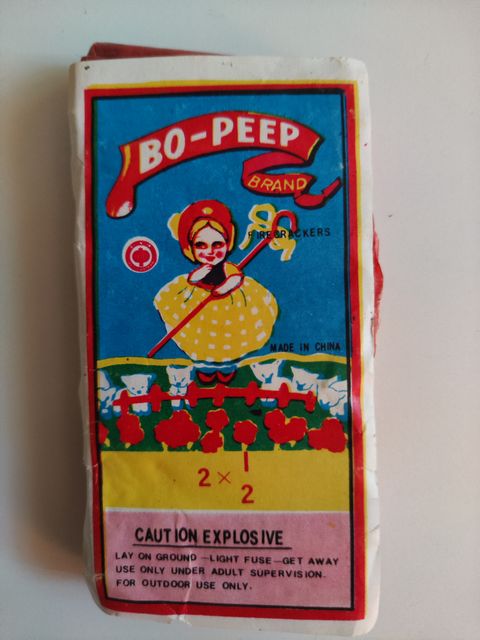 BO-PEEP
BRAND
FIRECRACKERS
MADE IN CHINA
2 × 2
CAUTION EXPLOSIVE
LAY ON GROUND — LIGHT FUSE — GET AWAY
USE ONLY UNDER ADULT SUPERVISION.
FOR OUTDOOR USE ONLY.